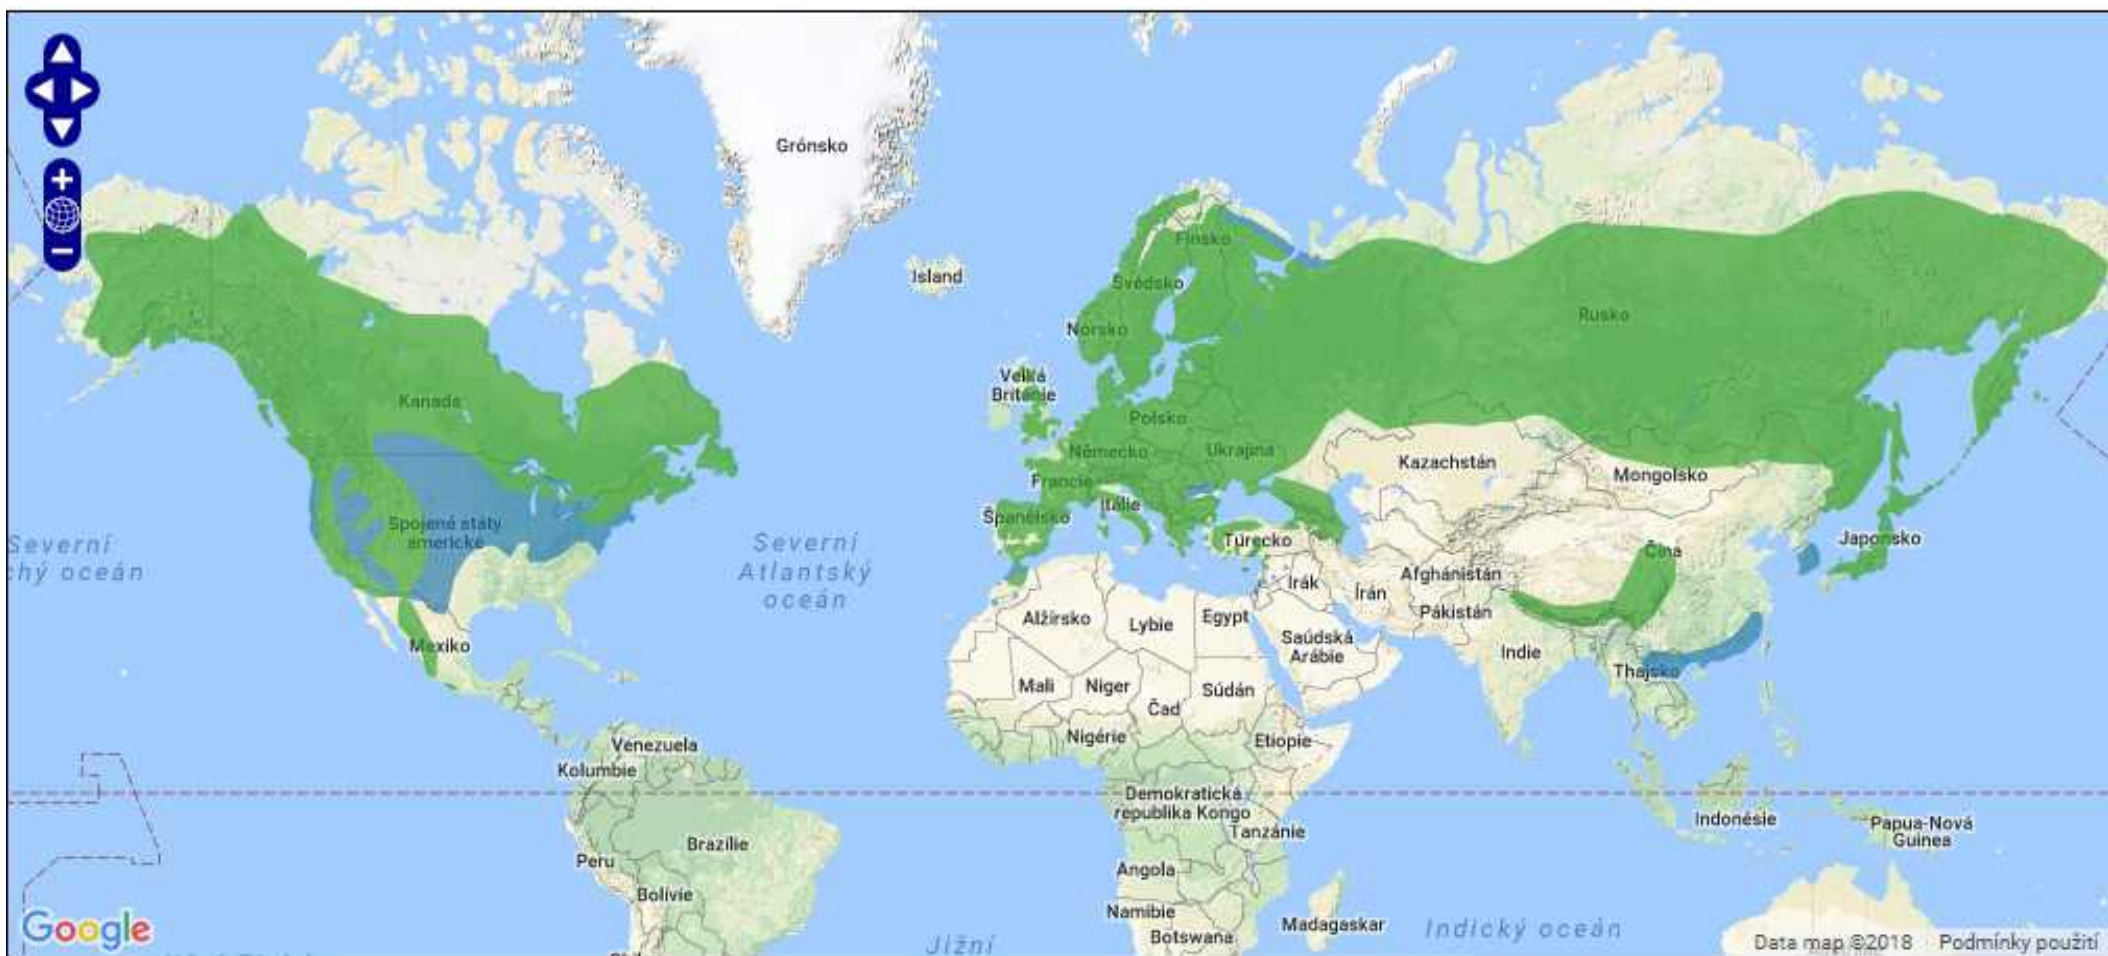 Grónsko
Island
Finsko
Švédsko
Norsko
Rusko
Velká
Británie
Kanada
Polsko
Německo
Ukrajina
Kazachstán
Mongolsko
Francie
Itálie
Španělsko
Spojené státy
americké
Turecko
Čína
Japonsko
Severní
chý oceán
Severní
Atlantský
oceán
Irák
Írán
Afghánistán
Pákistán
Alžírsko
Lybie
Egypt
Saúdská
Arábie
Mexiko
Indie
Thajsko
Mali
Niger
Čad
Súdán
Nigérie
Etiopie
Venezuela
Kolumbie
Demokratická
republika Kongo
Tanzánie
Indonésie
Papua-Nová
Guinea
Peru
Brazílie
Bolívie
Angola
Namibie
Botswana
Madagaskar
Indický oceán
Jižní
Google
Data map ©2018
Podmínky použití